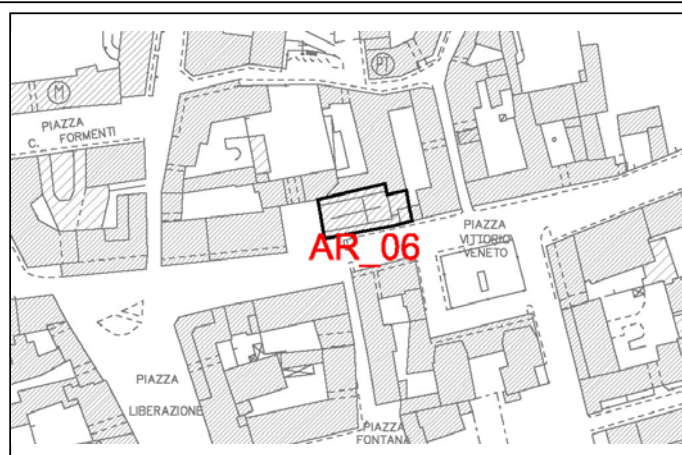 PT
M
PIAZZA
C. FORMENTI
AR_06
PIAZZA
VITTORIO
VENETO
PIAZZA
LIBERAZIONE
PIAZZA
FONTANA